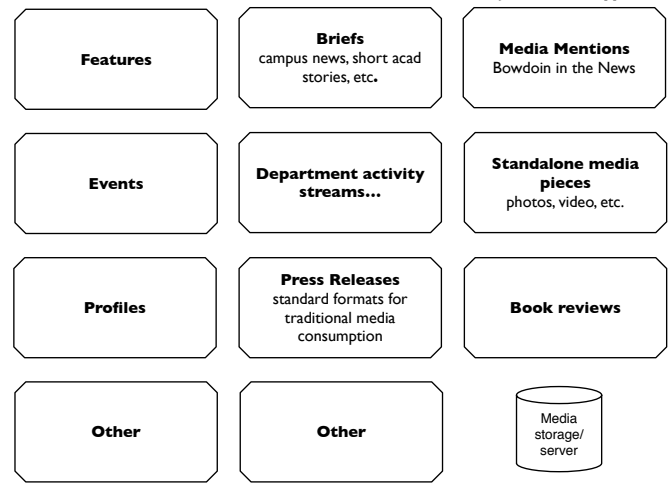 Features
Briefs
campus news, short acad
stories, etc.
Media Mentions
Bowdoin in the News
Events
Department activity
streams...
Standalone media
pieces
photos, video, etc.
Profiles
Press Releases
standard formats for
traditional media
consumption
Book reviews
Other
Other
Media
storage/
server